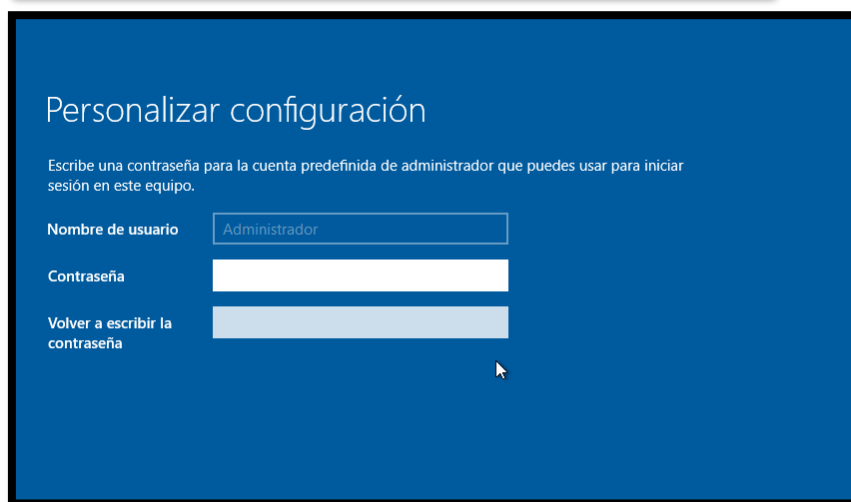 Personalizar configuración
Escribe una contraseña para la cuenta predefinida de administrador que puedes usar para iniciar
sesión en este equipo.
Nombre de usuario
Administrador
Contraseña
Volver a escribir la
contraseña